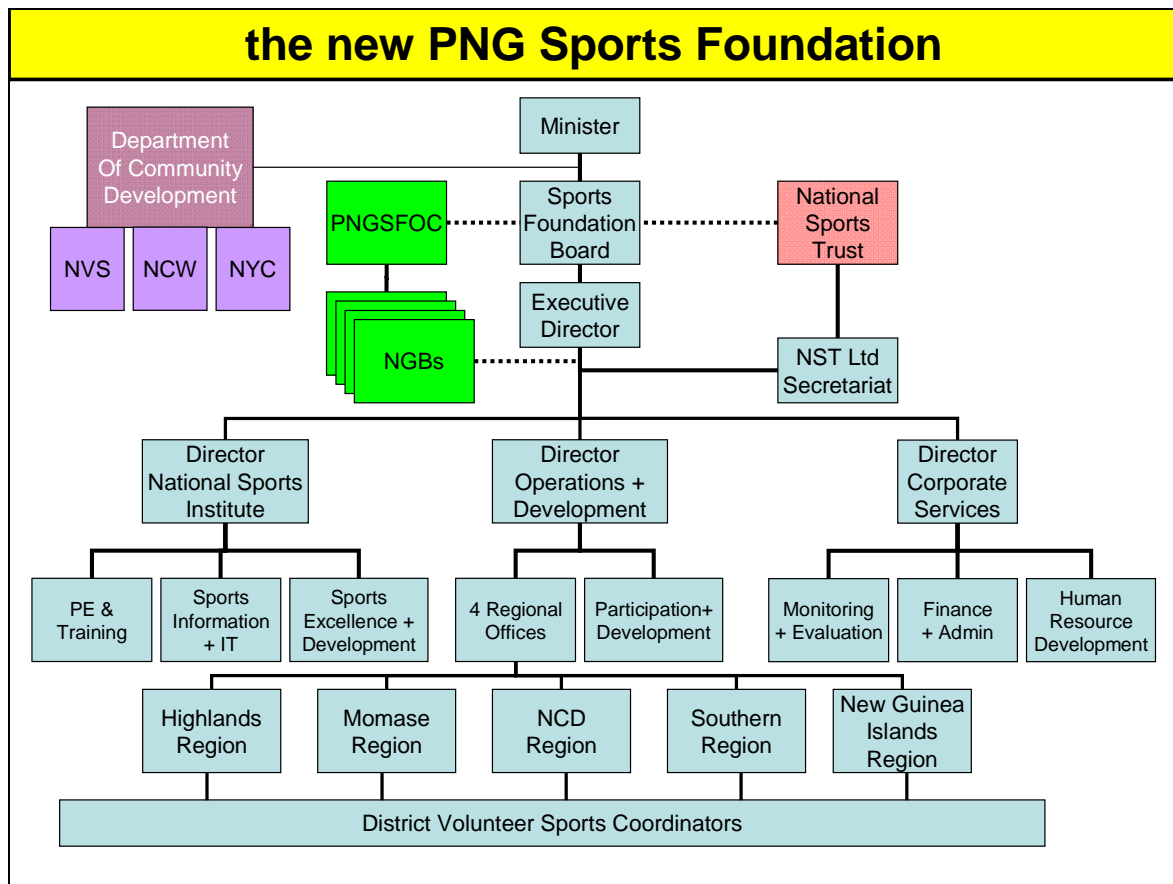 the new PNG Sports Foundation
Minister
Department
Of Community
Development
NVS
NCW
NYC
PNGSFOC
Sports
Foundation
Board
National
Sports
Trust
NGBs
Executive
Director
NST Ltd
Secretariat
Director
National Sports
Institute
Director
Operations +
Development
Director
Corporate
Services
PE &
Training
Sports
Information
+ IT
Sports
Excellence +
Development
4 Regional
Offices
Participation+
Development
Monitoring
+ Evaluation
Finance
+ Admin
Human
Resource
Development
Highlands
Region
Momase
Region
NCD
Region
Southern
Region
New Guinea
Islands
Region
District Volunteer Sports Coordinators